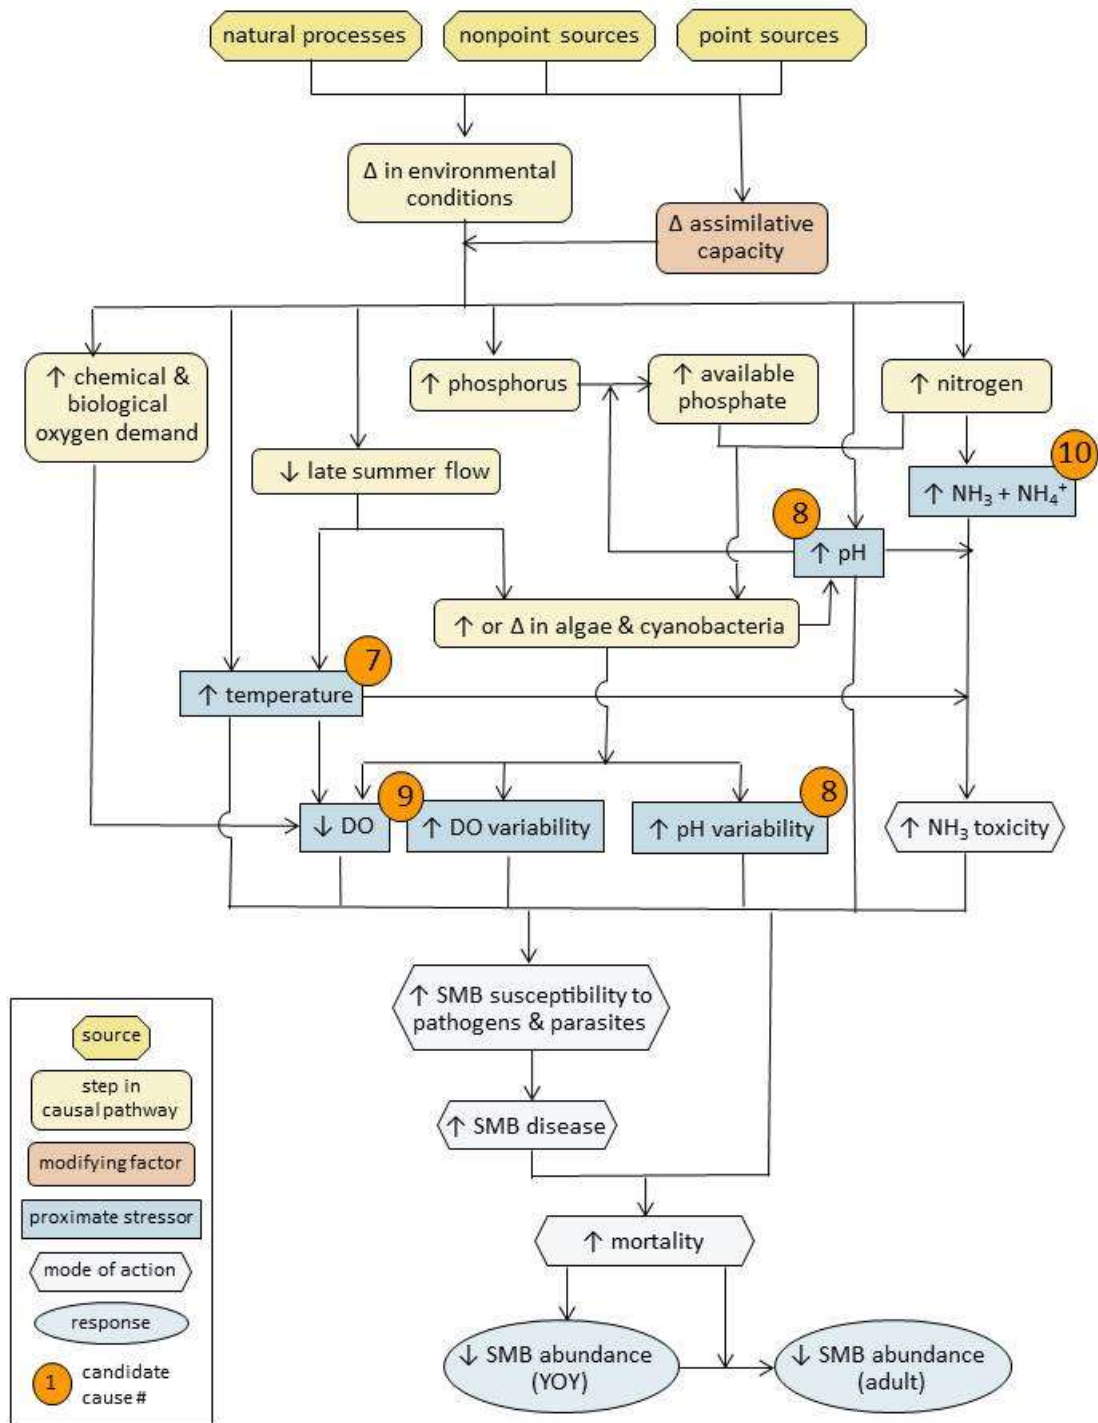 natural processes
nonpoint sources
point sources
Δ in environmental
conditions
Δ assimilative
capacity
↑ chemical &
biological
oxygen demand
↑ phosphorus
↑ available
phosphate
↑ nitrogen
↓ late summer flow
10
↑ NH₃ + NH₄⁺
8
↑ pH
↑ or Δ in algae & cyanobacteria
7
↑ temperature
9
↓ DO
↑ DO variability
8
↑ pH variability
↑ NH₃ toxicity
↑ SMB susceptibility to
pathogens & parasites
↑ SMB disease
↑ mortality
↓ SMB abundance
(YOY)
↓ SMB abundance
(adult)
source
step in
causal pathway
modifying factor
proximate stressor
mode of action
response
1 candidate
cause #